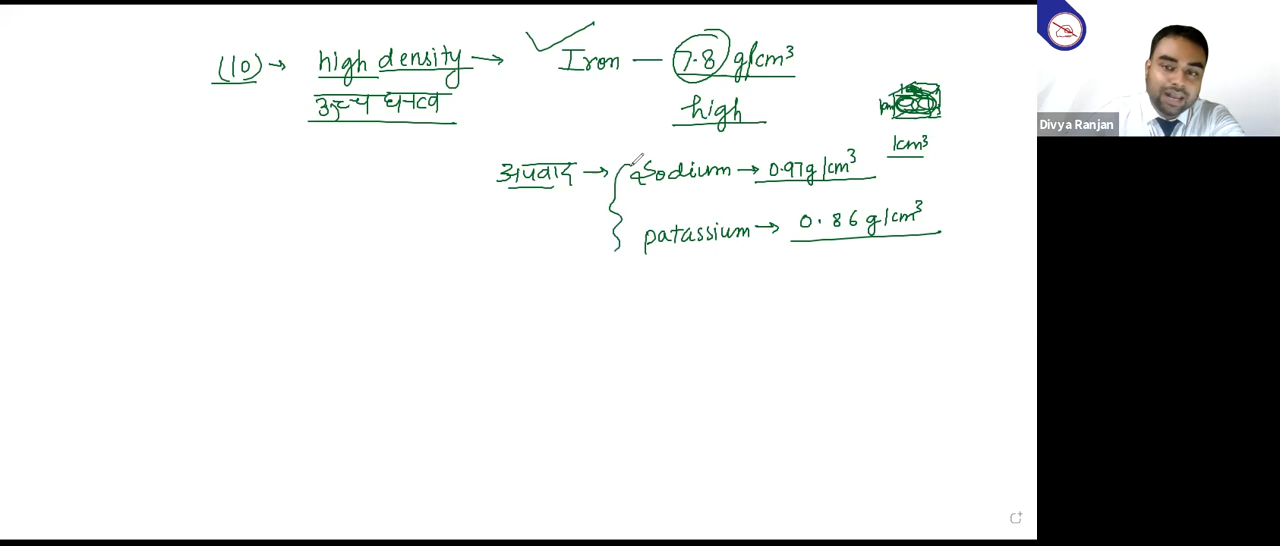 (10) → high density → Iron — 7.8 g/cm³
उच्च घनत्व
high
1cm³
अपवाद → Sodium → 0.97 g/cm³
patassium → 0.86 g/cm³
Divya Ranjan